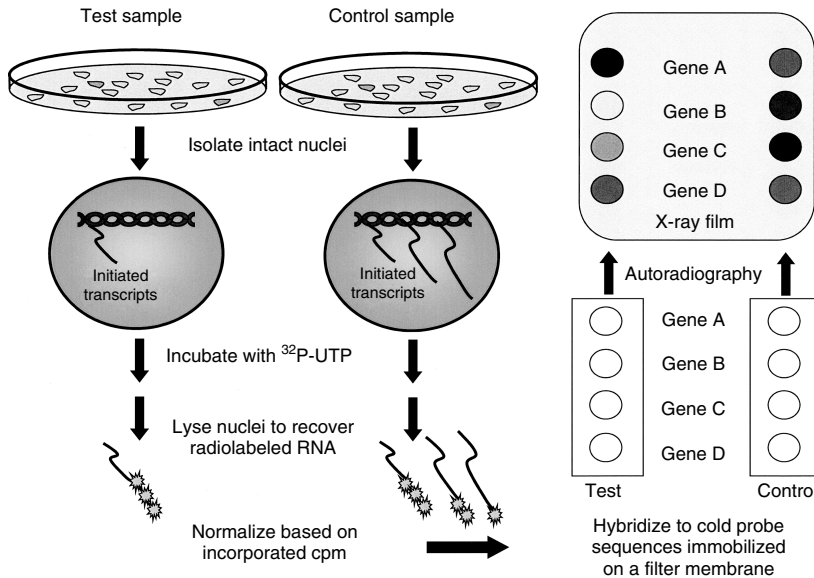 Test sample
Control sample
Isolate intact nuclei
Initiated
transcripts
Initiated
transcripts
Incubate with ³²P-UTP
Lyse nuclei to recover
radiolabeled RNA
Normalize based on
incorporated cpm
Gene A
Gene B
Gene C
Gene D
X-ray film
Autoradiography
Gene A
Gene B
Gene C
Gene D
Test
Control
Hybridize to cold probe
sequences immobilized
on a filter membrane